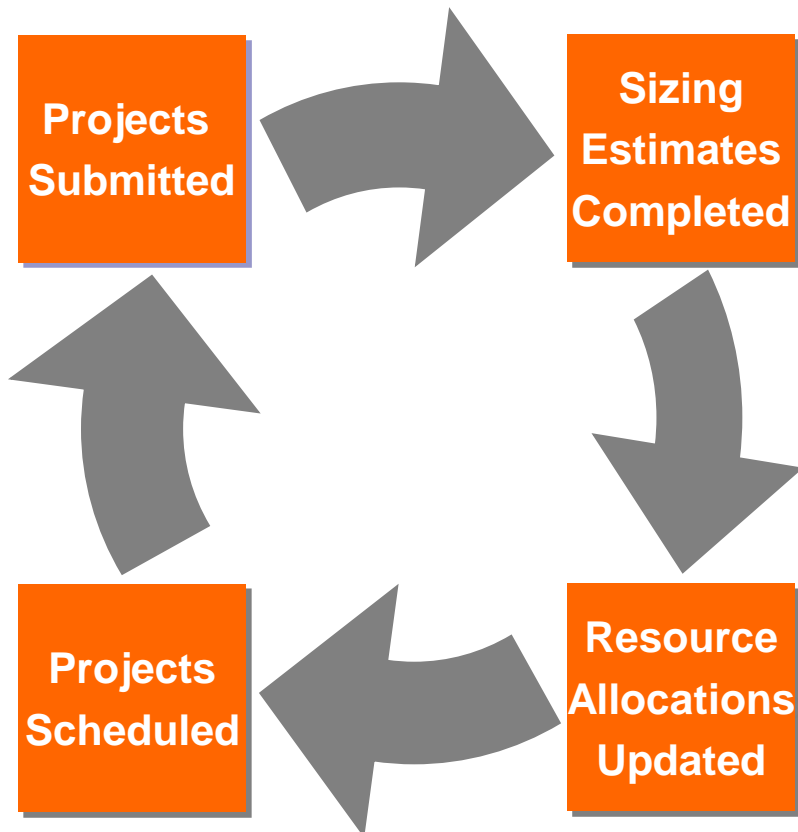 Projects
Submitted
Sizing
Estimates
Completed
Resource
Allocations
Updated
Projects
Scheduled